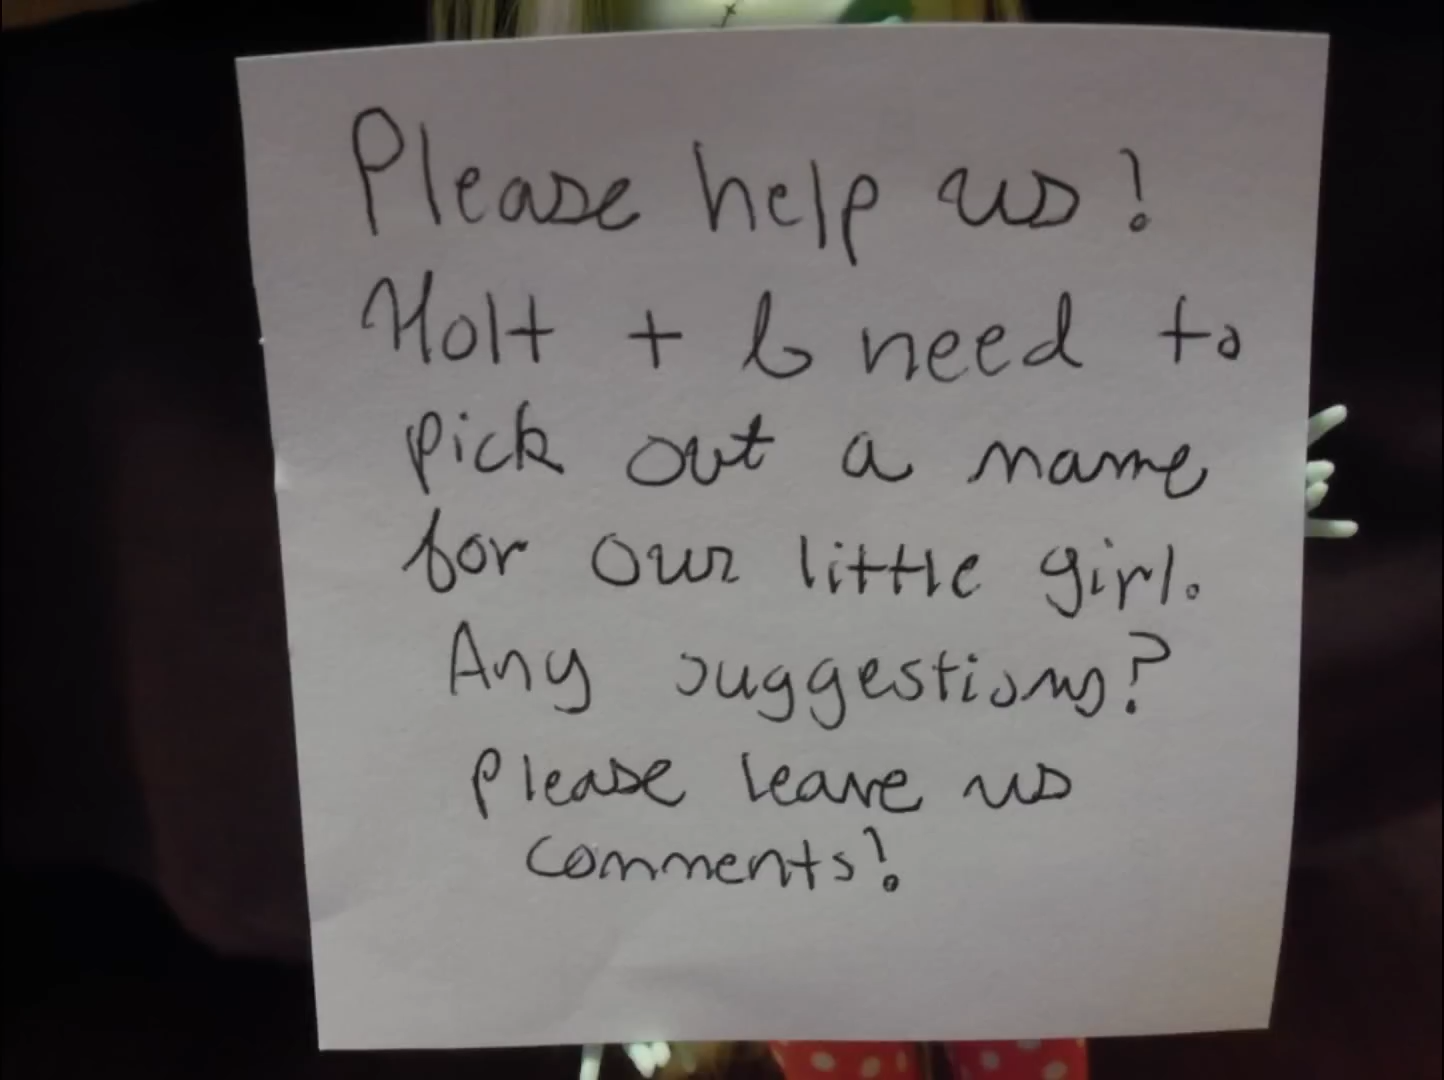 Please help us!
Holt + I need to
pick out a name
for our little girl.
Any suggestions?
Please leave us
comments!